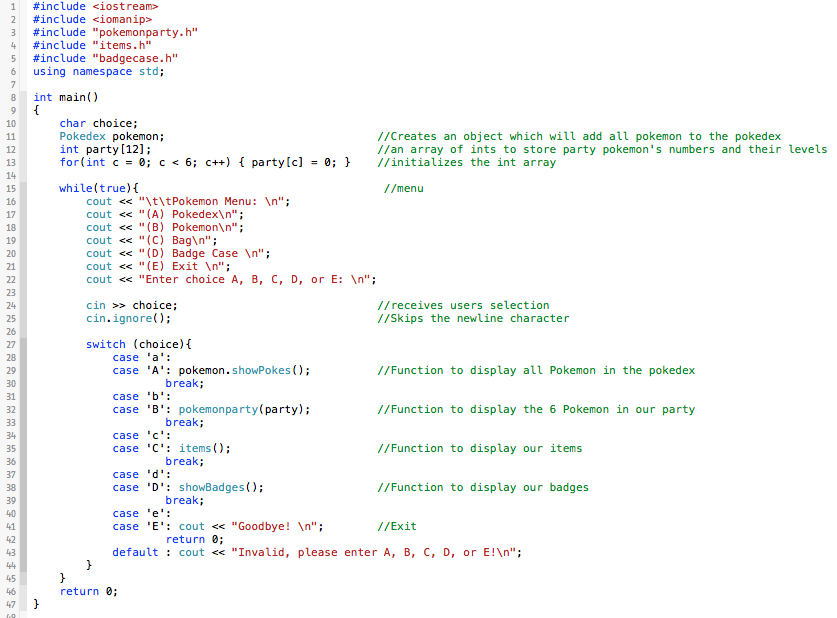 1 #include <iostream>
2 #include <iomanip>
3 #include "pokemonparty.h"
4 #include "items.h"
5 #include "badgecase.h"
6 using namespace std;
7
8 int main()
9 {
10 char choice;
11 Pokedex pokemon; //Creates an object which will add all pokemon to the pokedex
12 int party[12]; //an array of ints to store party pokemon's numbers and their levels
13 for(int c = 0; c < 6; c++) { party[c] = 0; } //initializes the int array
14
15 while(true){ //menu
16 cout << "\t\tPokemon Menu: \n";
17 cout << "(A) Pokedex\n";
18 cout << "(B) Pokemon\n";
19 cout << "(C) Bag\n";
20 cout << "(D) Badge Case \n";
21 cout << "(E) Exit \n";
22 cout << "Enter choice A, B, C, D, or E: \n";
23
24 cin >> choice; //receives users selection
25 cin.ignore(); //Skips the newline character
26
27 switch (choice){
28 case 'a':
29 case 'A': pokemon.showPokes(); //Function to display all Pokemon in the pokedex
30 break;
31 case 'b':
32 case 'B': pokemonparty(party); //Function to display the 6 Pokemon in our party
33 break;
34 case 'c':
35 case 'C': items(); //Function to display our items
36 break;
37 case 'd':
38 case 'D': showBadges(); //Function to display our badges
39 break;
40 case 'e':
41 case 'E': cout << "Goodbye! \n"; //Exit
42 return 0;
43 default : cout << "Invalid, please enter A, B, C, D, or E!\n";
44 }
45 }
46 return 0;
47 }
48